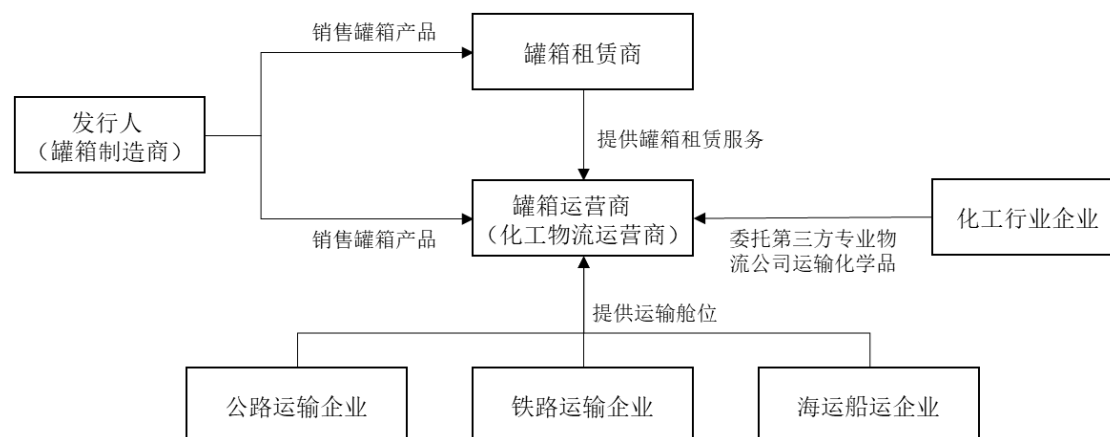 销售罐箱产品
罐箱租赁商
发行人
（罐箱制造商）
提供罐箱租赁服务
罐箱运营商
（化工物流运营商）
化工行业企业
销售罐箱产品
委托第三方专业物
流公司运输化学品
提供运输舱位
公路运输企业
铁路运输企业
海运船运企业